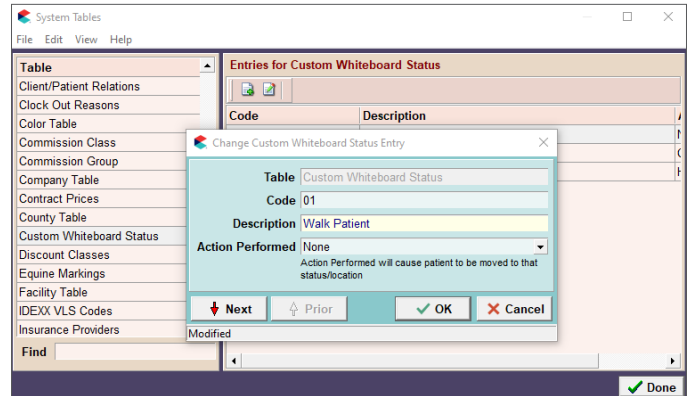 System Tables
File Edit View Help
Table
Client/Patient Relations
Clock Out Reasons
Color Table
Commission Class
Commission Group
Company Table
Contract Prices
County Table
Custom Whiteboard Status
Discount Classes
Equine Markings
Facility Table
IDEXX VLS Codes
Insurance Providers
Find
Entries for Custom Whiteboard Status
Code Description
Change Custom Whiteboard Status Entry
Table Custom Whiteboard Status
Code 01
Description Walk Patient
Action Performed None
Action Performed will cause patient to be moved to that
status/location
Next Prior OK Cancel
Modified
Done